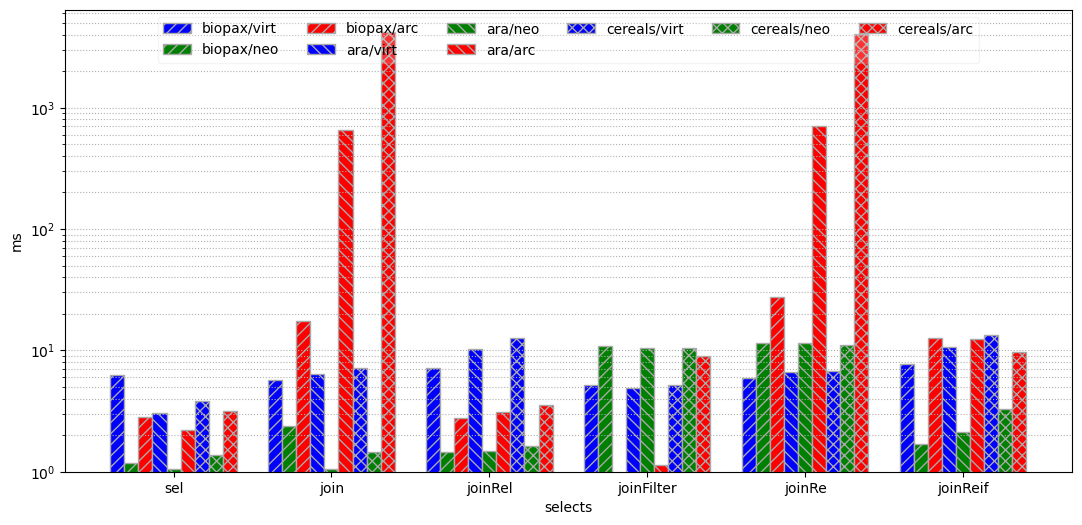 biopax/virt biopax/arc ara/neo cereals/virt cereals/neo cereals/arc
biopax/neo ara/virt ara/arc
10³
10²
10¹
10⁰
ms
sel join joinRel joinFilter joinRe joinReif
selects